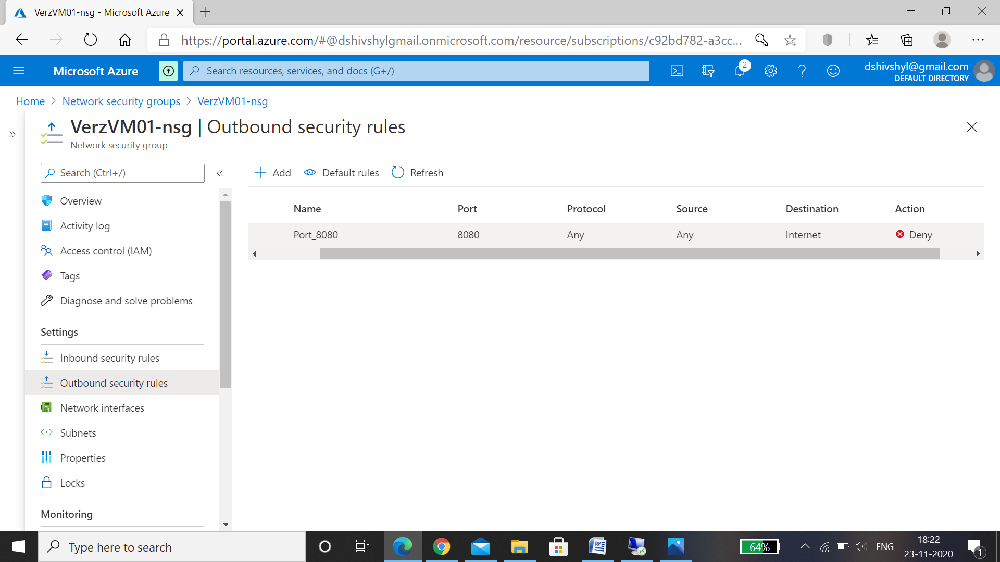 VerzVM01-nsg - Microsoft Azure
https://portal.azure.com/#@dshivshylgmail.onmicrosoft.com/resource/subscriptions/c92bd782-a3cc...
Microsoft Azure
Search resources, services, and docs (G+/)
2
dshivshyl@gmail.com
DEFAULT DIRECTORY
Home > Network security groups > VerzVM01-nsg
VerzVM01-nsg | Outbound security rules
Network security group
Search (Ctrl+/)
Add
Default rules
Refresh
Overview
Activity log
Access control (IAM)
Tags
Diagnose and solve problems
Settings
Inbound security rules
Outbound security rules
Network interfaces
Subnets
Properties
Locks
Monitoring
Name Port Protocol Source Destination Action
Port_8080 8080 Any Any Internet Deny
Type here to search
64%
ENG
18:22
23-11-2020
1